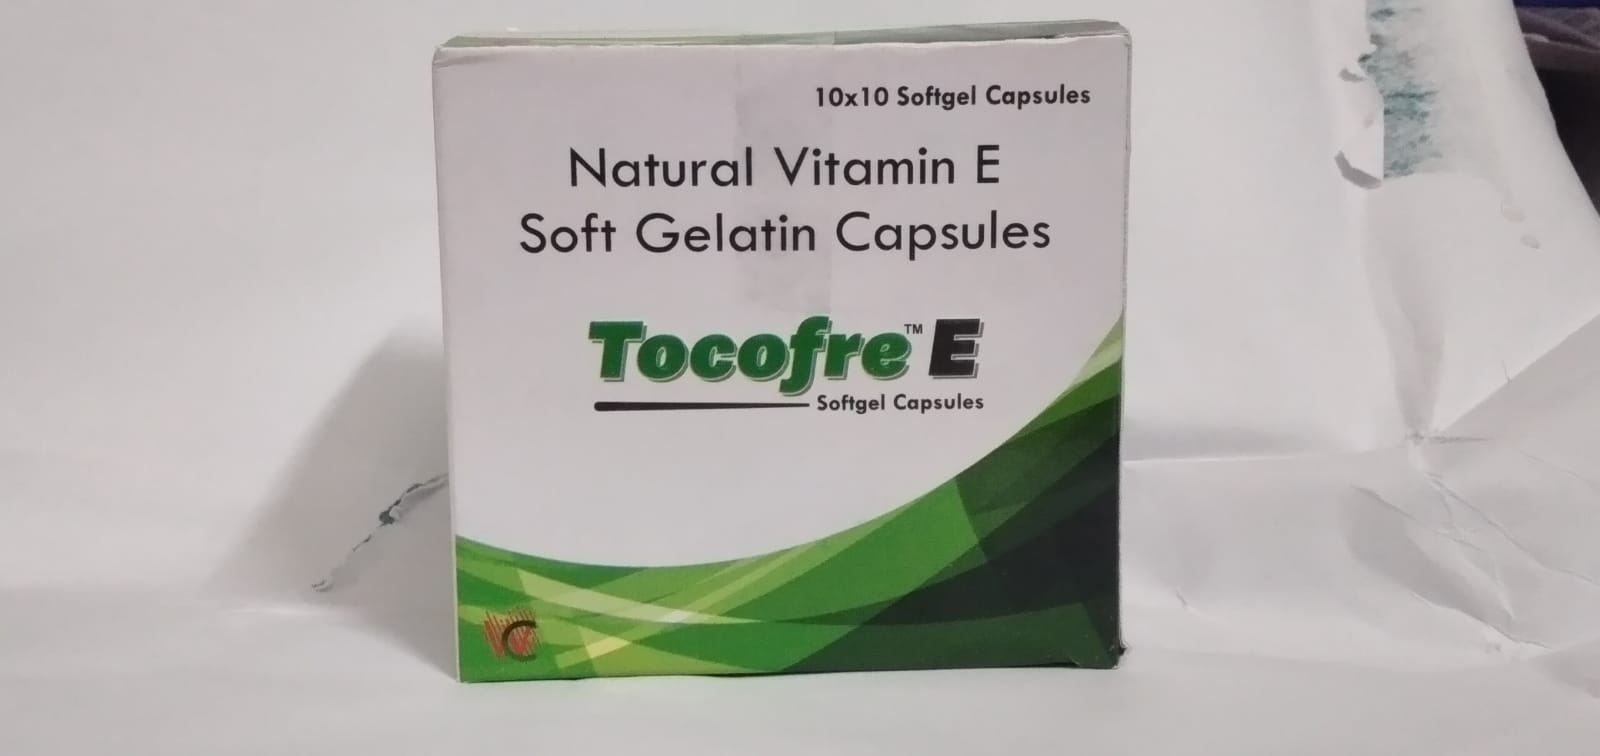 10x10 Softgel Capsules
Natural Vitamin E
Soft Gelatin Capsules
Tocofre™ E
Softgel Capsules
C